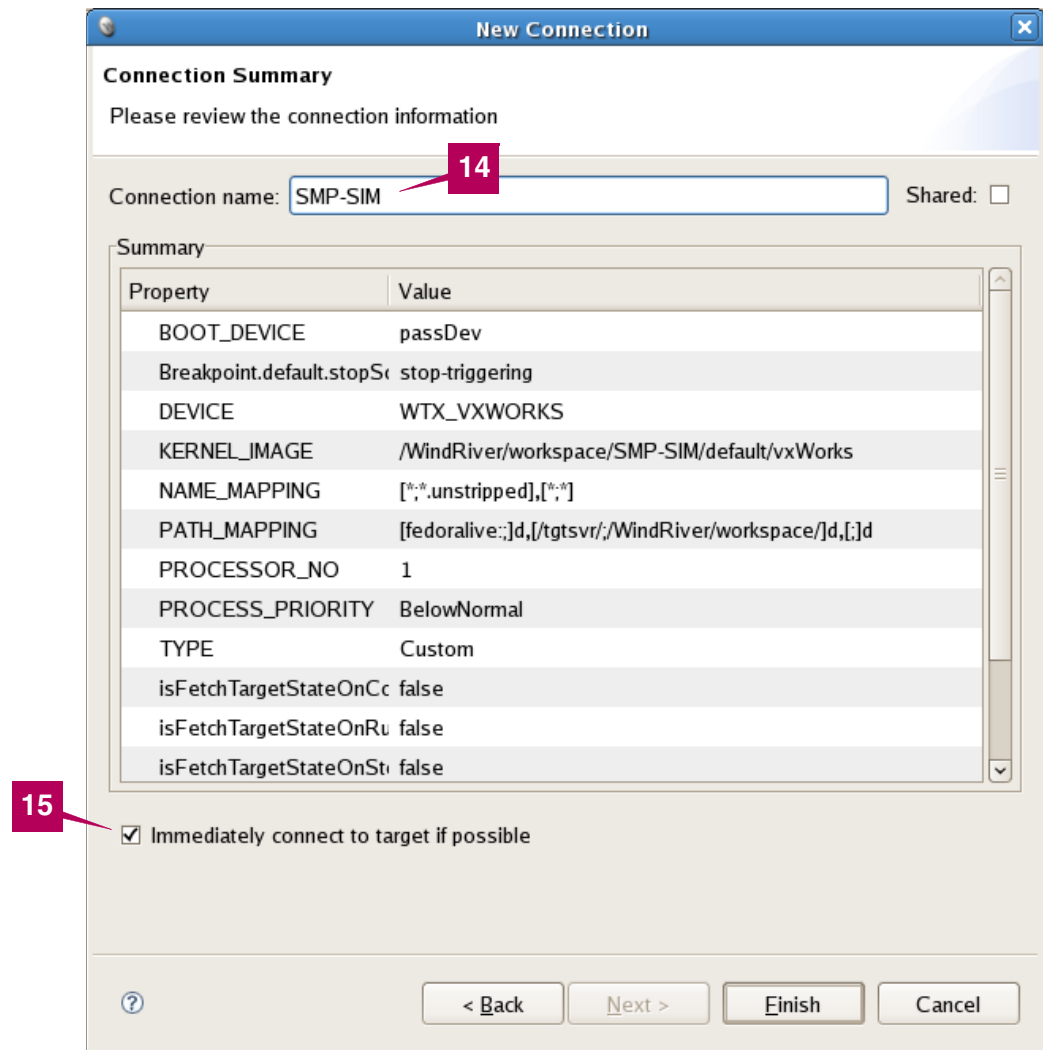 New Connection
Connection Summary
Please review the connection information
14
Connection name: SMP-SIM Shared:
Summary
Property Value
BOOT_DEVICE passDev
Breakpoint.default.stopSc stop-triggering
DEVICE WTX_VXWORKS
KERNEL_IMAGE /WindRiver/workspace/SMP-SIM/default/vxWorks
NAME_MAPPING [*;*.unstripped],[*;*]
PATH_MAPPING [fedoralive:;]d,[/tgtsvr/;/WindRiver/workspace/]d,[;]d
PROCESSOR_NO 1
PROCESS_PRIORITY BelowNormal
TYPE Custom
isFetchTargetStateOnCo false
isFetchTargetStateOnRu false
isFetchTargetStateOnSt false
15
Immediately connect to target if possible
? < Back Next > Finish Cancel